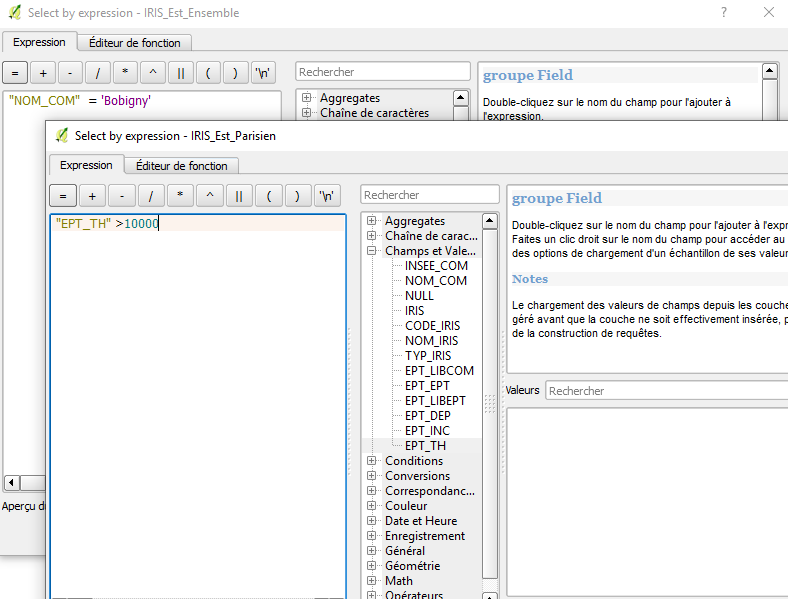 Select by expression - IRIS_Est_Ensemble
?
Expression
Éditeur de fonction
= + - / * ^ || ( ) '\n'
Rechercher
"NOM_COM" = 'Bobigny'
Aggregates
Chaîne de caractères
groupe Field
Double-cliquez sur le nom du champ pour l'ajouter à
l'expression.
Aperçu du
Select by expression - IRIS_Est_Parisien
Expression
Éditeur de fonction
= + - / * ^ || ( ) '\n'
Rechercher
"EPT_TH" >10000
Aggregates
Chaîne de carac...
Champs et Vale...
INSEE_COM
NOM_COM
NULL
IRIS
CODE_IRIS
NOM_IRIS
TYP_IRIS
EPT_LIBCOM
EPT_EPT
EPT_LIBEPT
EPT_DEP
EPT_INC
EPT_TH
Conditions
Conversions
Correspondanc...
Couleur
Date et Heure
Enregistrement
Général
Géométrie
Math
Opérateurs
groupe Field
Double-cliquez sur le nom du champ pour l'ajouter à l'expr
Faites un clic droit sur le nom du champ pour accéder au
des options de chargement d'un échantillon de ses valeur
Notes
Le chargement des valeurs de champs depuis les couche
géré avant que la couche ne soit effectivement insérée, p
de la construction de requêtes.
Valeurs
Rechercher